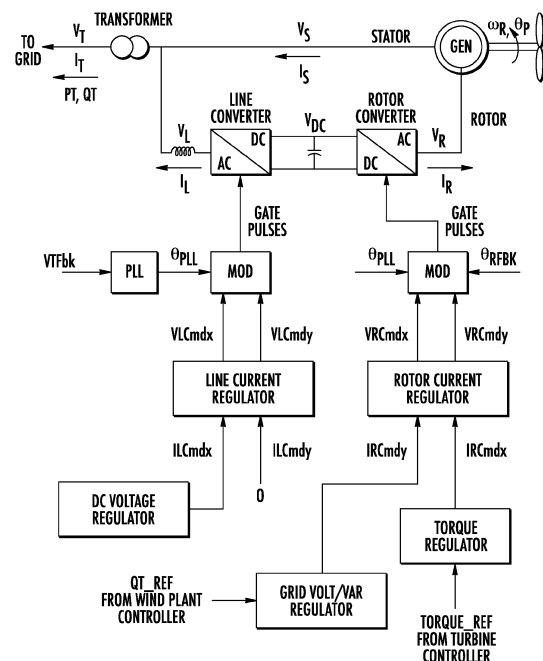 TRANSFORMER
V_T
V_S
STATOR
GEN
ω_R, θ_P
TO
GRID
I_T
PT, QT
I_S
LINE
CONVERTER
ROTOR
CONVERTER
V_L
DC
AC
V_DC
AC
DC
V_R
ROTOR
I_L
I_R
GATE
PULSES
GATE
PULSES
VTFbk
PLL
θ_PLL
MOD
θ_PLL
MOD
θ_RFBK
VLCmdx
VLCmdy
VRCmdx
VRCmdy
LINE CURRENT
REGULATOR
ROTOR CURRENT
REGULATOR
ILCmdx
ILCmdy
IRCmdy
IRCmdx
DC VOLTAGE
REGULATOR
0
TORQUE
REGULATOR
QT_REF
FROM WIND PLANT
CONTROLLER
GRID VOLT/VAR
REGULATOR
TORQUE_REF
FROM TURBINE
CONTROLLER